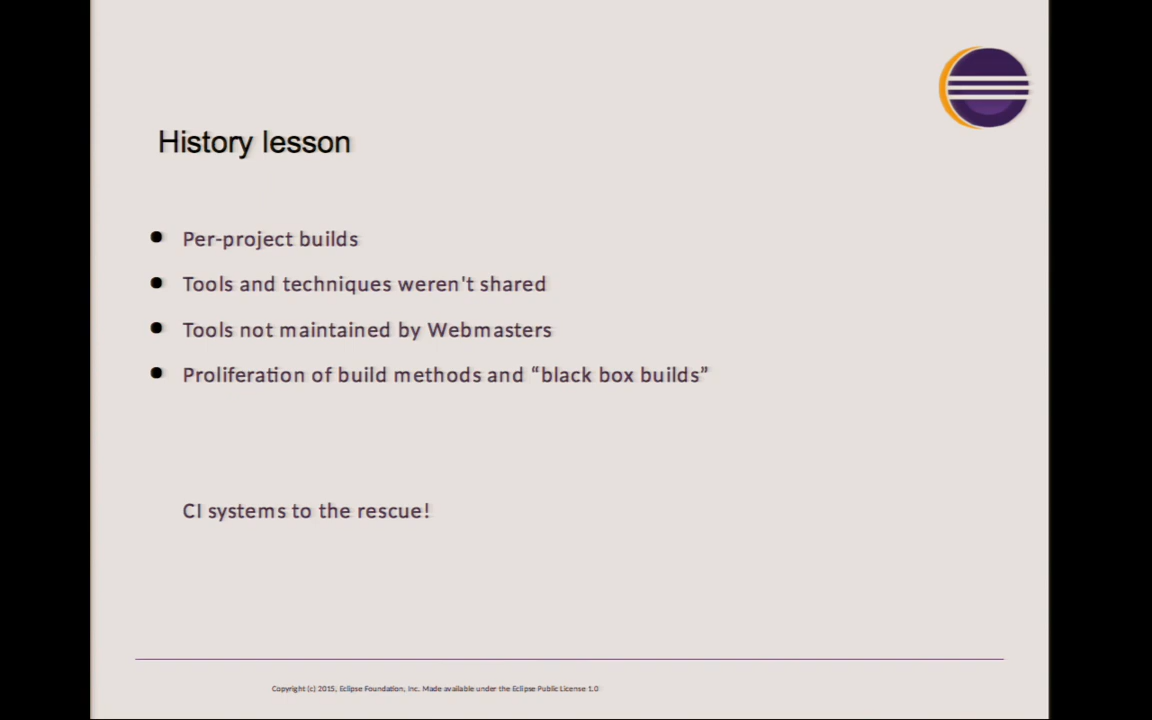 History lesson
Per-project builds
Tools and techniques weren't shared
Tools not maintained by Webmasters
Proliferation of build methods and “black box builds”
CI systems to the rescue!
Copyright (c) 2015, Eclipse Foundation, Inc. Made available under the Eclipse Public License 1.0